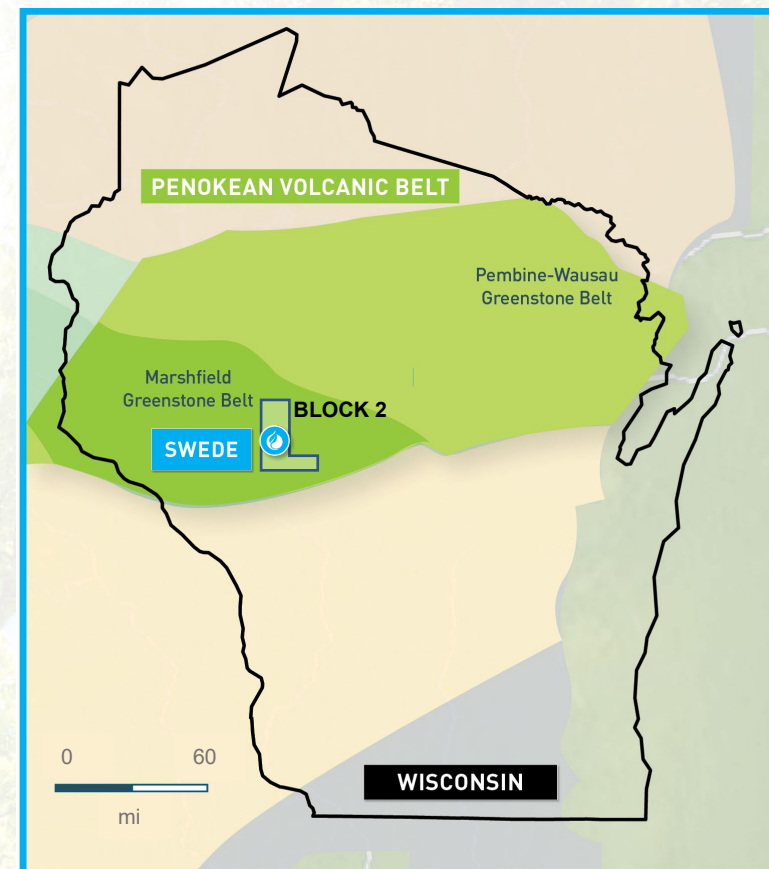 PENOKEAN VOLCANIC BELT
Pembine-Wausau
Greenstone Belt
Marshfield
Greenstone Belt
BLOCK 2
SWEDE
0 60
mi
WISCONSIN